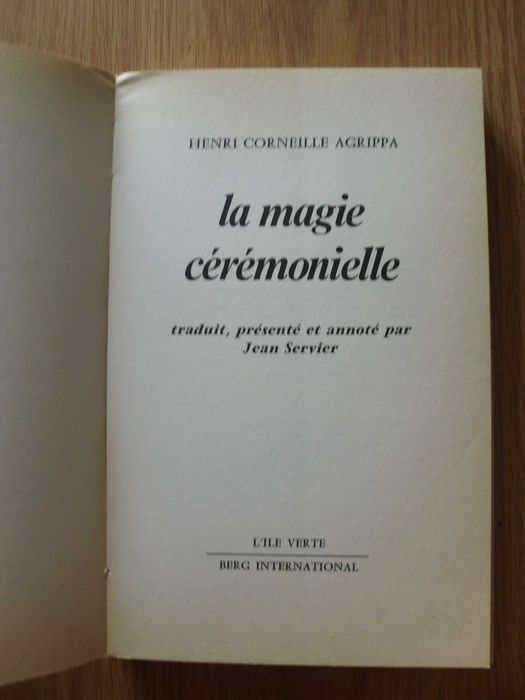 HENRI CORNEILLE AGRIPPA
la magie
cérémonielle
traduit, présenté et annoté par
Jean Servier
L'ILE VERTE
BERG INTERNATIONAL